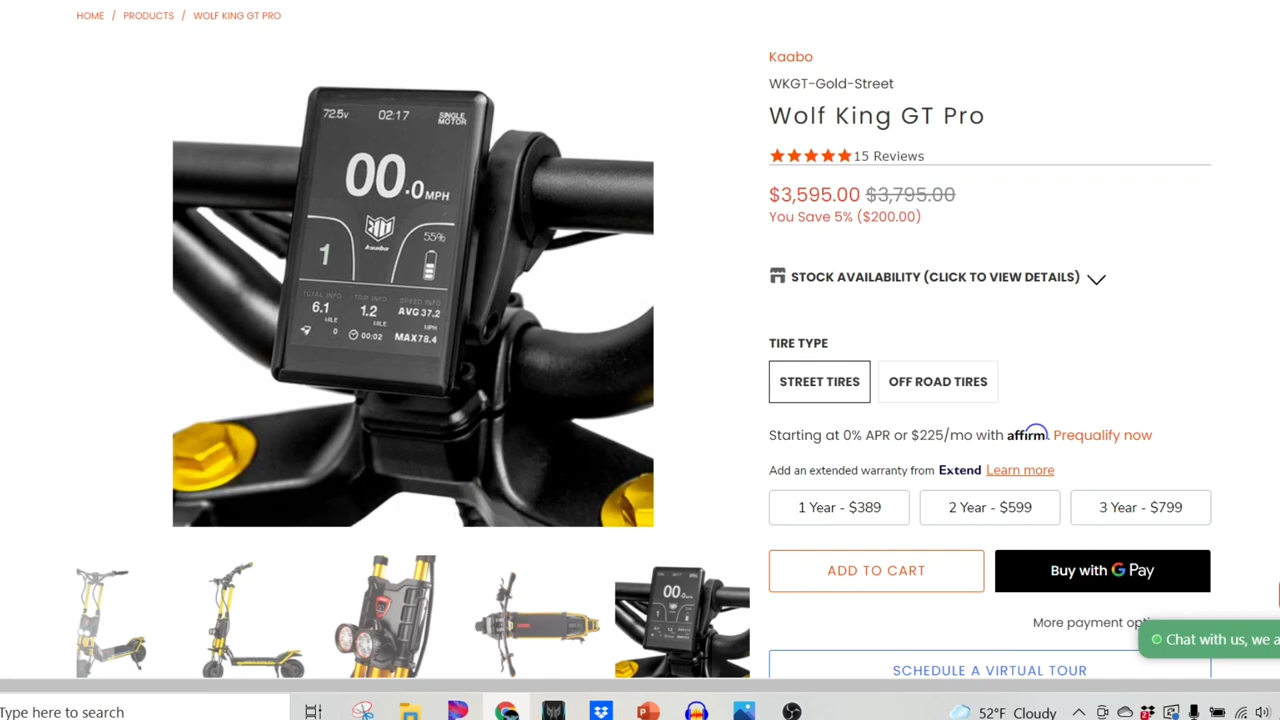 HOME / PRODUCTS / WOLF KING GT PRO
72.5v 02:17 SINGLE MOTOR
00.0 MPH
kaabo
55%
1
TOTAL INFO TRIP INFO SPEED INFO
6.1 MILE 1.2 MILE AVG 37.2 MPH
0 00:02 MAX 78.4
Kaabo
WKGT-Gold-Street
Wolf King GT Pro
15 Reviews
$3,595.00 $3,795.00
You Save 5% ($200.00)
STOCK AVAILABILITY (CLICK TO VIEW DETAILS)
TIRE TYPE
STREET TIRES OFF ROAD TIRES
Starting at 0% APR or $225/mo with affirm. Prequalify now
Add an extended warranty from Extend Learn more
1 Year - $389 2 Year - $599 3 Year - $799
ADD TO CART Buy with G Pay
More payment opti
Chat with us, we a
SCHEDULE A VIRTUAL TOUR
Type here to search
52°F Cloudy